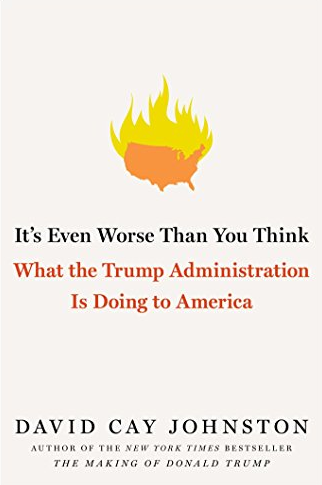 It's Even Worse Than You Think
What the Trump Administration
Is Doing to America
DAVID CAY JOHNSTON
AUTHOR OF THE NEW YORK TIMES BESTSELLER
THE MAKING OF DONALD TRUMP